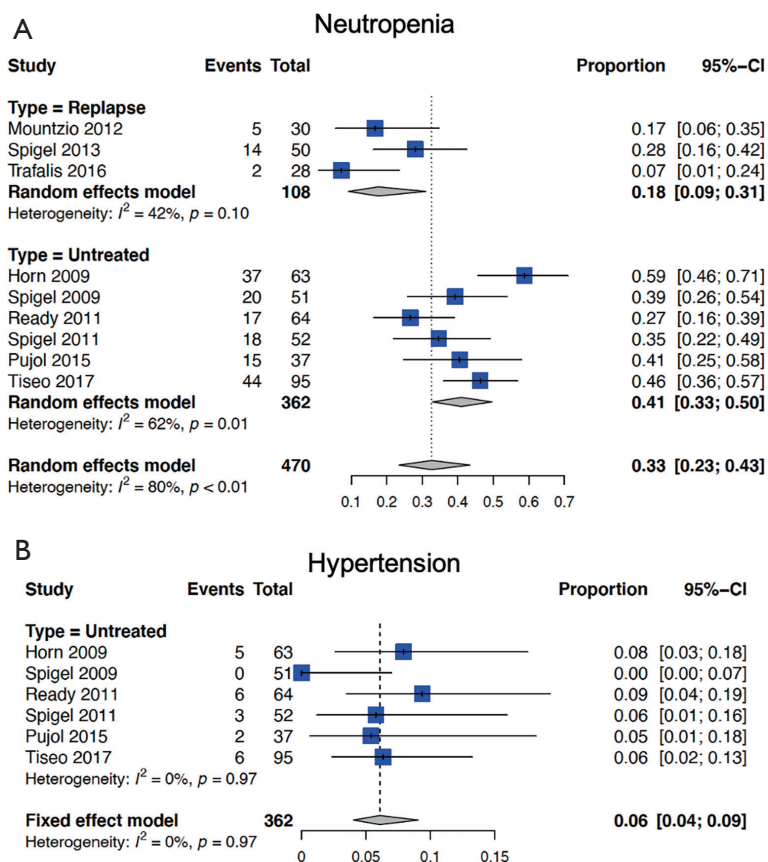 A
Neutropenia
Study Events Total Proportion 95%−CI
Type = Replapse
Mountzio 2012 5 30 0.17 [0.06; 0.35]
Spigel 2013 14 50 0.28 [0.16; 0.42]
Trafalis 2016 2 28 0.07 [0.01; 0.24]
Random effects model 108 0.18 [0.09; 0.31]
Heterogeneity: I² = 42%, p = 0.10
Type = Untreated
Horn 2009 37 63 0.59 [0.46; 0.71]
Spigel 2009 20 51 0.39 [0.26; 0.54]
Ready 2011 17 64 0.27 [0.16; 0.39]
Spigel 2011 18 52 0.35 [0.22; 0.49]
Pujol 2015 15 37 0.41 [0.25; 0.58]
Tiseo 2017 44 95 0.46 [0.36; 0.57]
Random effects model 362 0.41 [0.33; 0.50]
Heterogeneity: I² = 62%, p = 0.01
Random effects model 470 0.33 [0.23; 0.43]
Heterogeneity: I² = 80%, p < 0.01
0.1 0.2 0.3 0.4 0.5 0.6 0.7
B
Hypertension
Study Events Total Proportion 95%−CI
Type = Untreated
Horn 2009 5 63 0.08 [0.03; 0.18]
Spigel 2009 0 51 0.00 [0.00; 0.07]
Ready 2011 6 64 0.09 [0.04; 0.19]
Spigel 2011 3 52 0.06 [0.01; 0.16]
Pujol 2015 2 37 0.05 [0.01; 0.18]
Tiseo 2017 6 95 0.06 [0.02; 0.13]
Heterogeneity: I² = 0%, p = 0.97
Fixed effect model 362 0.06 [0.04; 0.09]
Heterogeneity: I² = 0%, p = 0.97
0 0.05 0.1 0.15